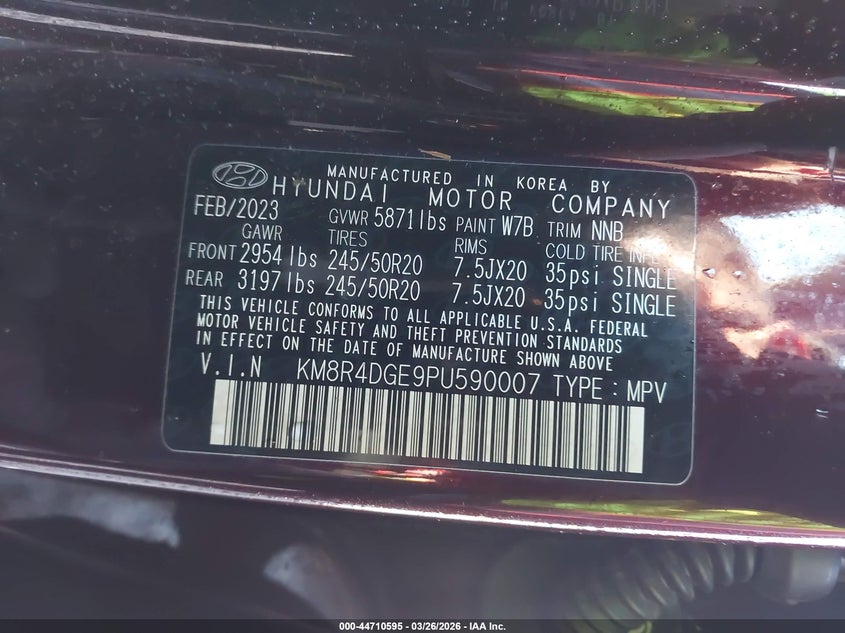 MANUFACTURED IN KOREA BY
HYUNDAI MOTOR COMPANY
FEB/2023 GVWR 5871lbs PAINT W7B TRIM NNB
GAWR TIRES RIMS COLD TIRE
FRONT 2954lbs 245/50R20 7.5JX20 35psi SINGLE
REAR 3197lbs 245/50R20 7.5JX20 35psi SINGLE
THIS VEHICLE CONFORMS TO ALL APPLICABLE U.S.A. FEDERAL
MOTOR VEHICLE SAFETY AND THEFT PREVENTION STANDARDS
IN EFFECT ON THE DATE OF MANUFACTURE SHOWN ABOVE
V.I.N KM8R4DGE9PU590007 TYPE : MPV
000-44710595 - 03/26/2026 - IAA Inc.